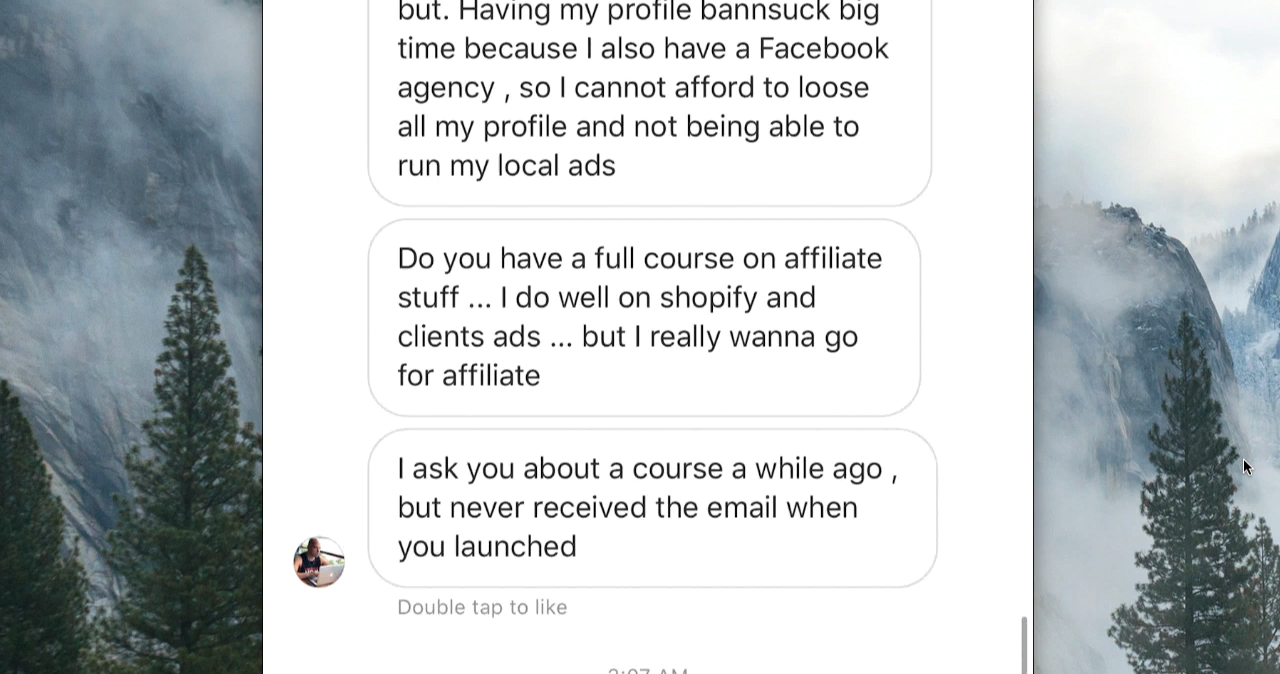 but. Having my profile bannsuck big
time because I also have a Facebook
agency , so I cannot afford to loose
all my profile and not being able to
run my local ads
Do you have a full course on affiliate
stuff ... I do well on shopify and
clients ads ... but I really wanna go
for affiliate
I ask you about a course a while ago ,
but never received the email when
you launched
Double tap to like